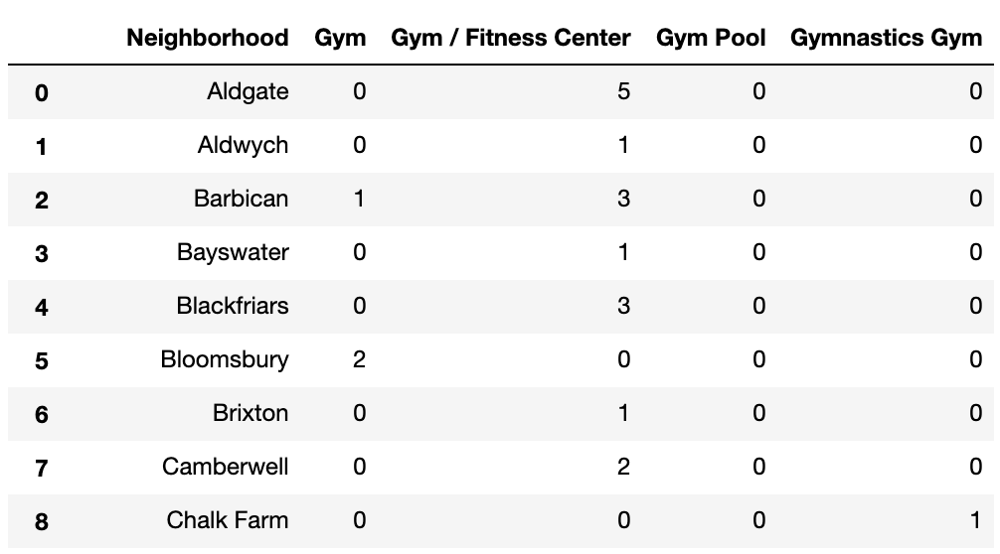 Neighborhood Gym Gym / Fitness Center Gym Pool Gymnastics Gym
0 Aldgate 0 5 0 0
1 Aldwych 0 1 0 0
2 Barbican 1 3 0 0
3 Bayswater 0 1 0 0
4 Blackfriars 0 3 0 0
5 Bloomsbury 2 0 0 0
6 Brixton 0 1 0 0
7 Camberwell 0 2 0 0
8 Chalk Farm 0 0 0 1